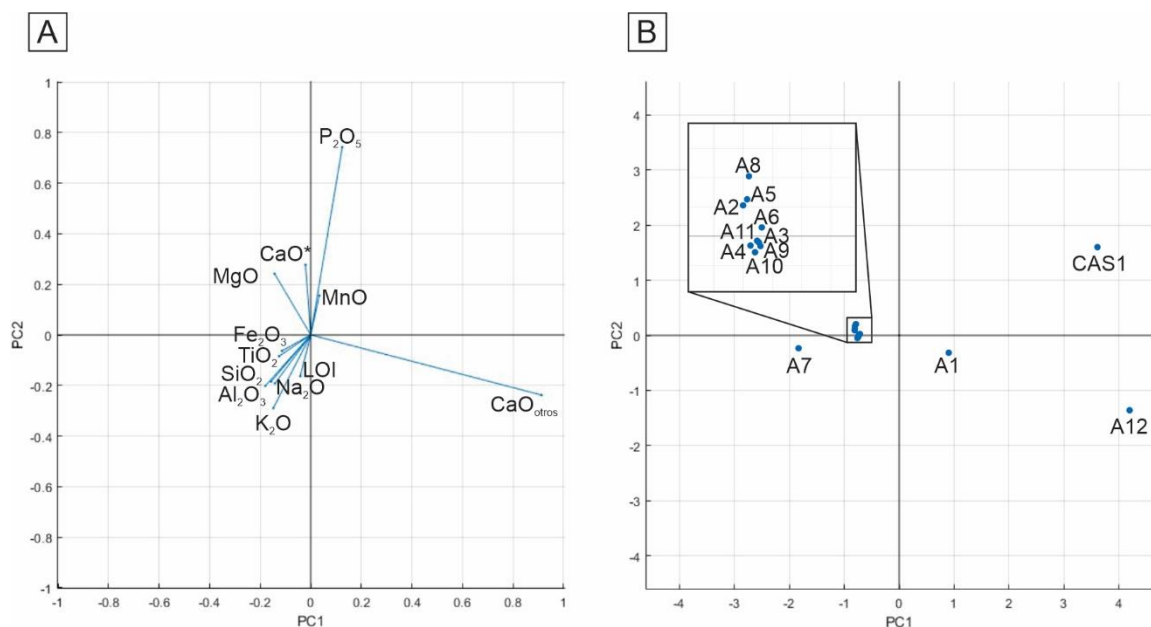 A
1
0.8
0.6
0.4
0.2
0
-0.2
-0.4
-0.6
-0.8
-1
PC2
P₂O₅
CaO*
MgO
MnO
Fe₂O₃
TiO₂
SiO₂
LOI
Al₂O₃
Na₂O
K₂O
CaOotros
-1 -0.8 -0.6 -0.4 -0.2 0 0.2 0.4 0.6 0.8 1
PC1
B
4
3
2
1
0
-1
-2
-3
-4
PC2
A8
A5
A2
A6
A11 A3
A4 A9
A10
CAS1
A7
A1
A12
-4 -3 -2 -1 0 1 2 3 4
PC1